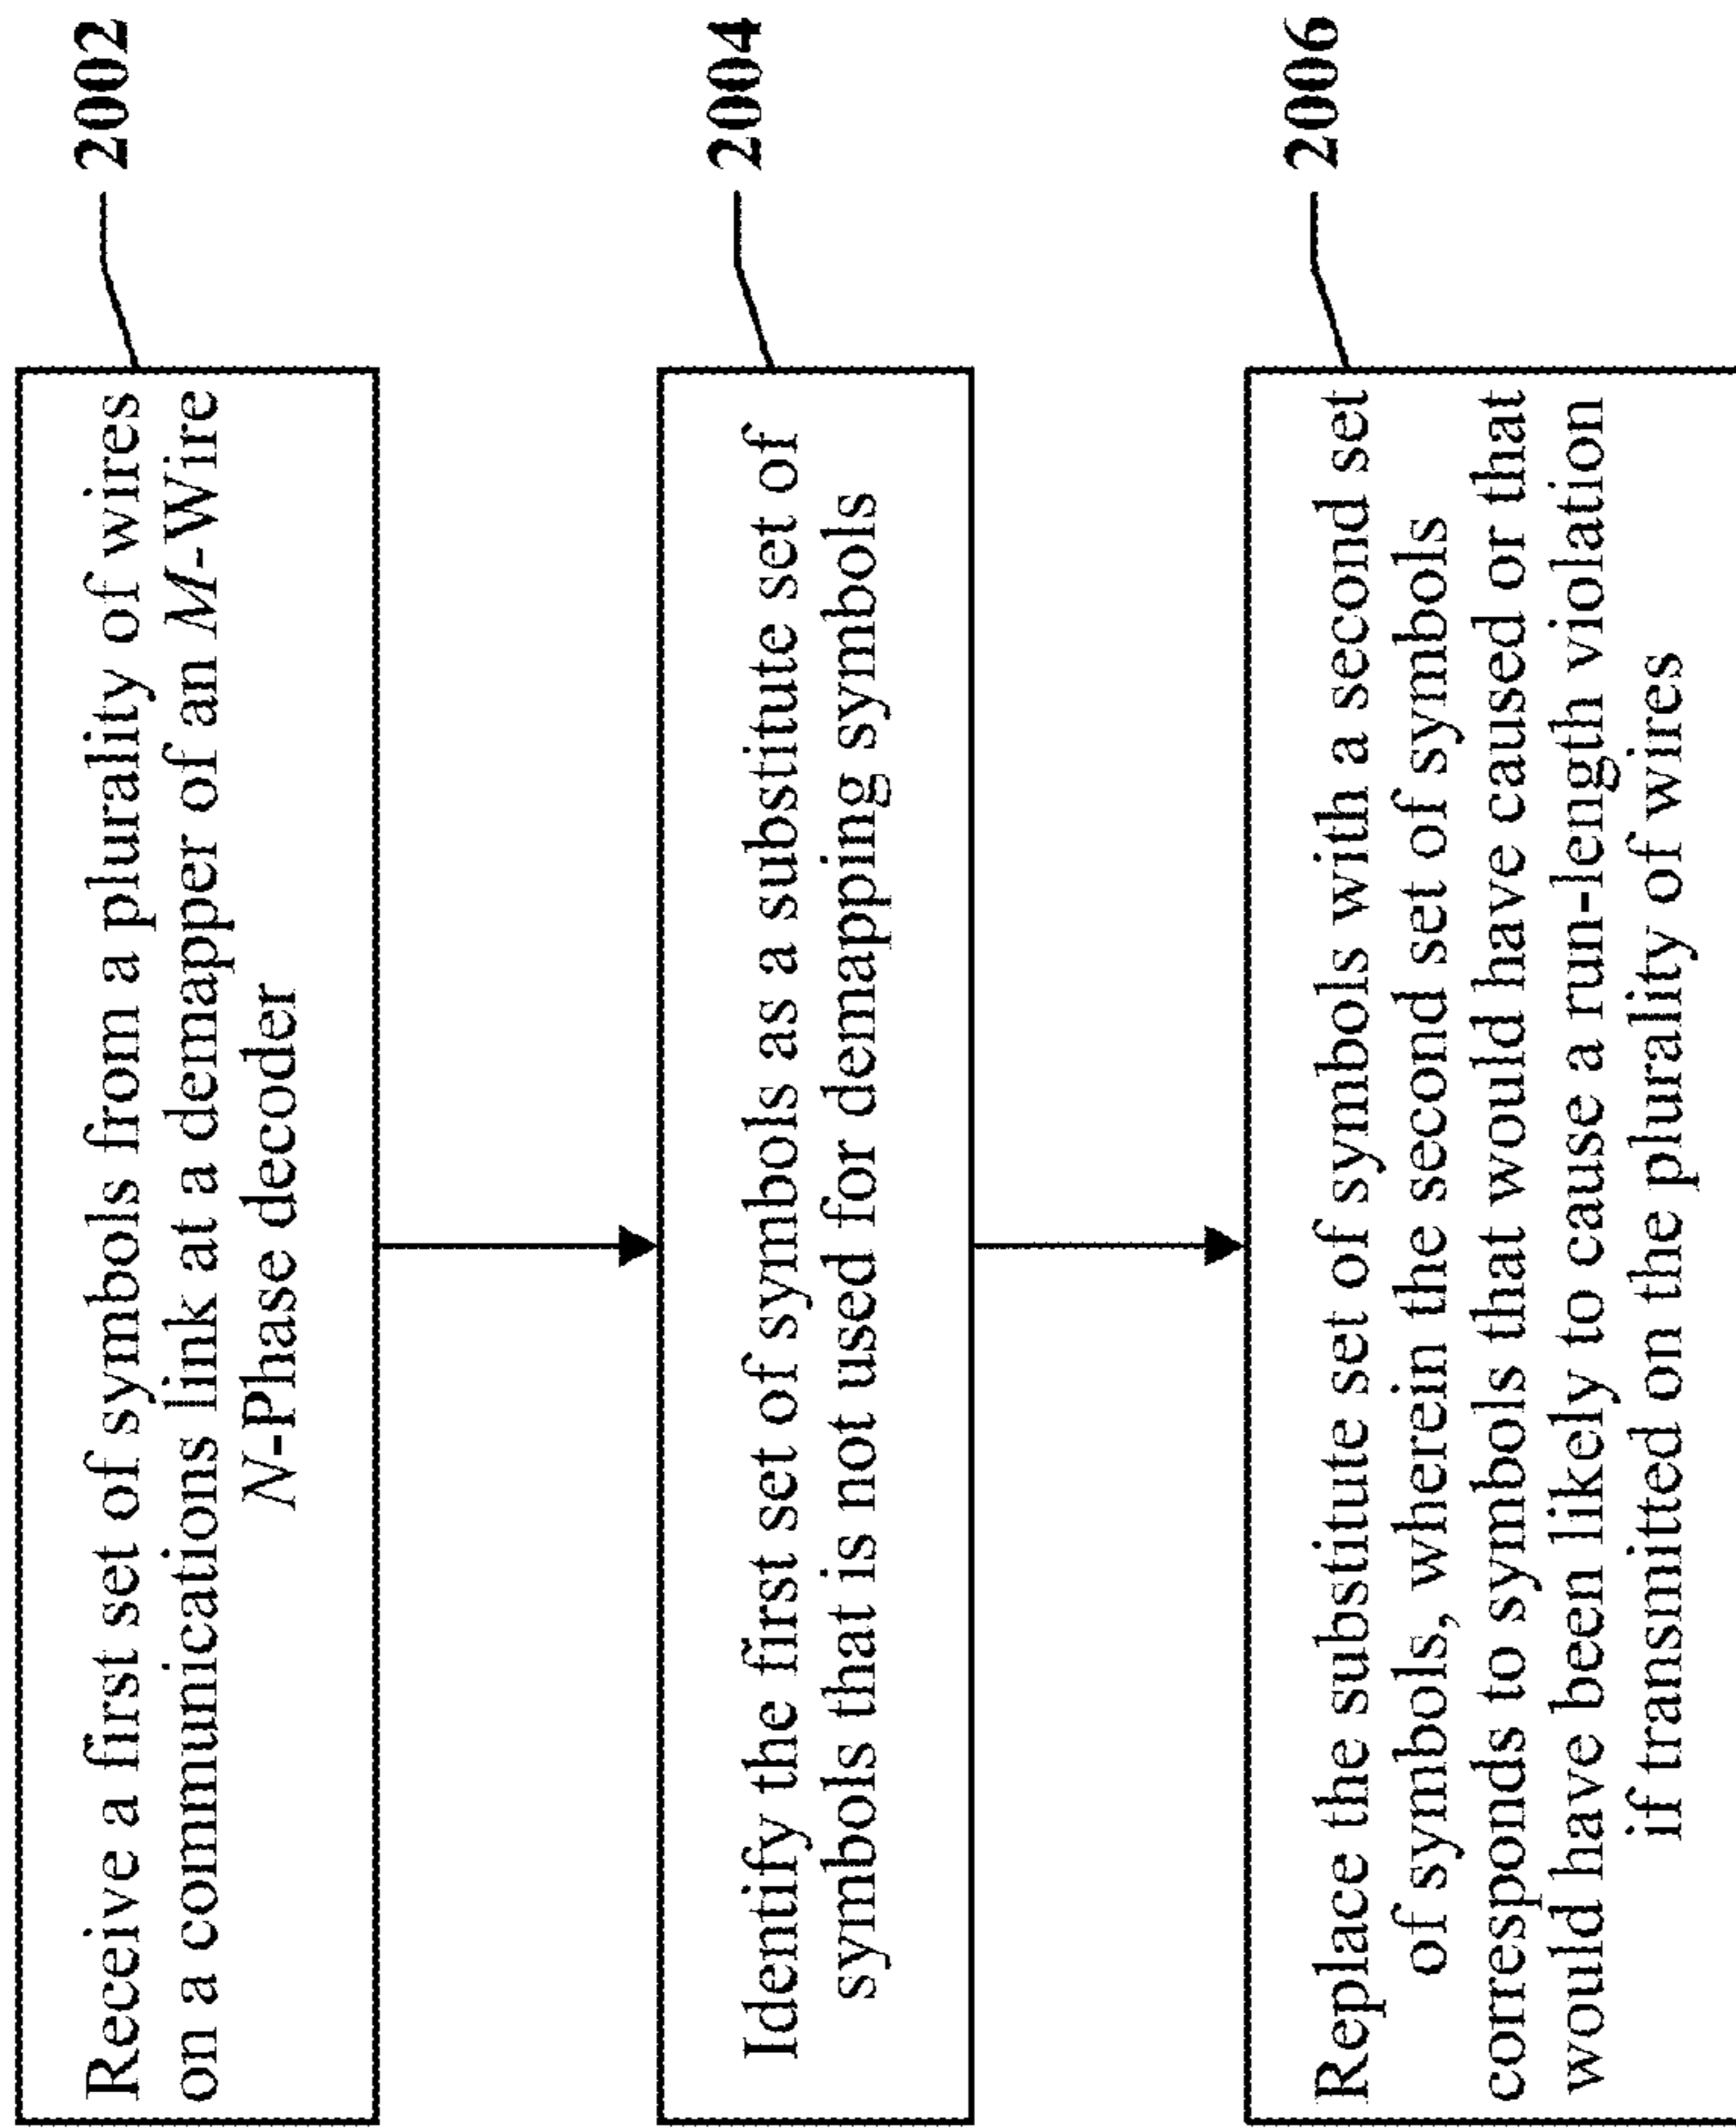 Receive a first set of symbols from a plurality of wires
on a communications link at a demapper of an M-Wire
N-Phase decoder
2002
Identify the first set of symbols as a substitute set of
symbols that is not used for demapping symbols
2004
Replace the substitute set of symbols with a second set
of symbols, wherein the second set of symbols
corresponds to symbols that would have caused or that
would have been likely to cause a run-length violation
if transmitted on the plurality of wires
2006